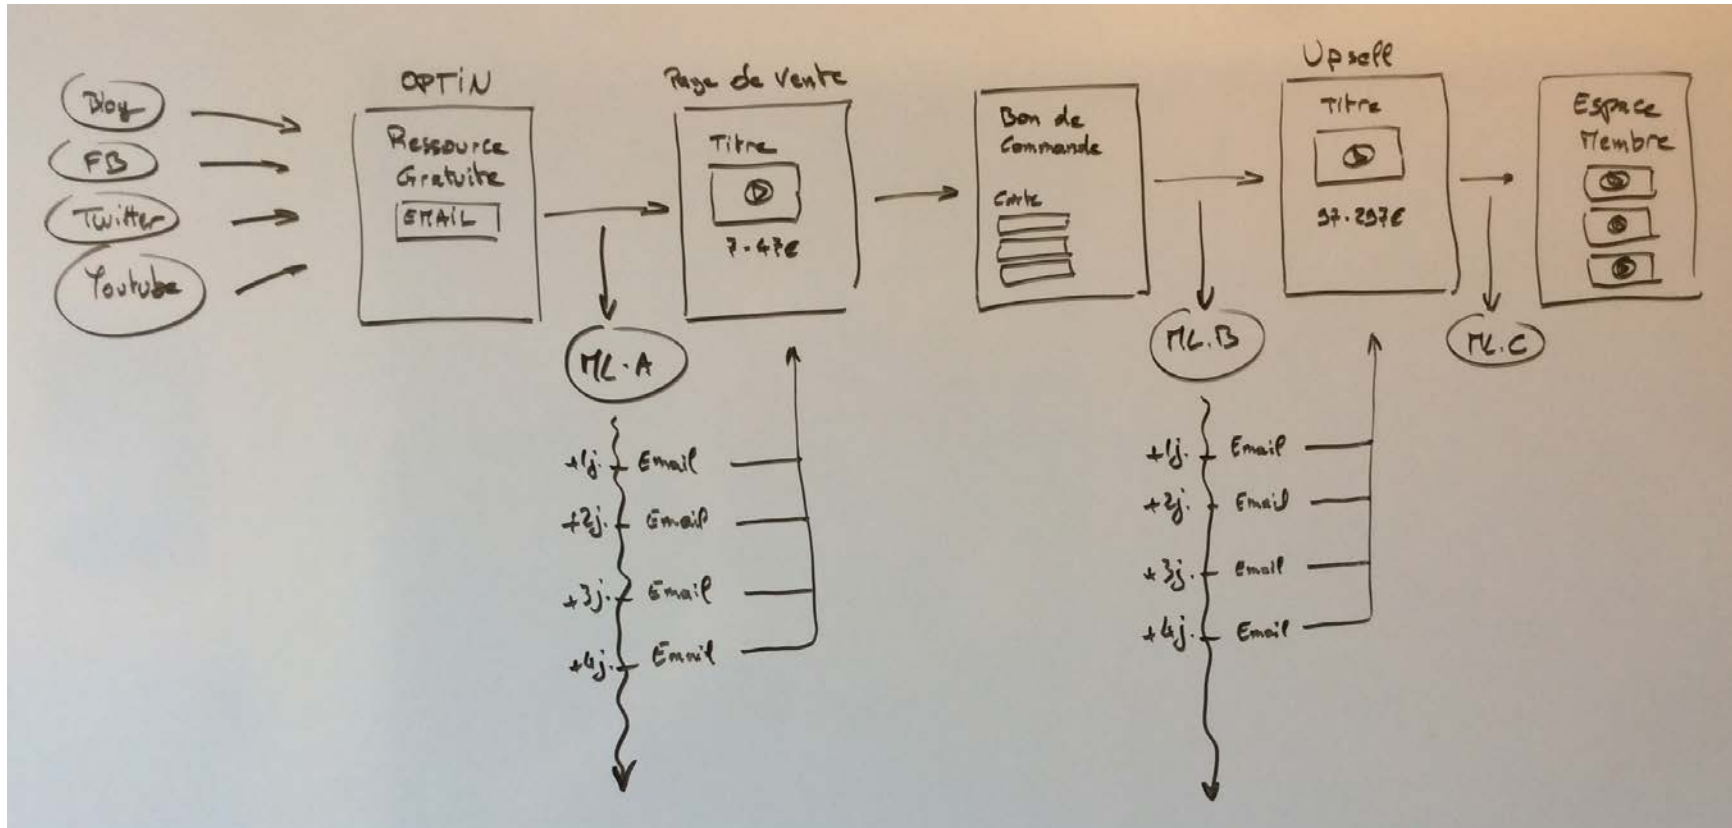 Blog
FB
Twitter
Youtube
OPTIN
Ressource
Gratuite
EMAIL
Page de vente
Titre
7-47€
Bon de
Commande
Carte
Upsell
Titre
97-297€
Espace
Membre
ML.A
+1j. Email
+2j. Email
+3j. Email
+4j. Email
ML.B
+1j. Email
+2j. Email
+3j. Email
+4j. Email
ML.C